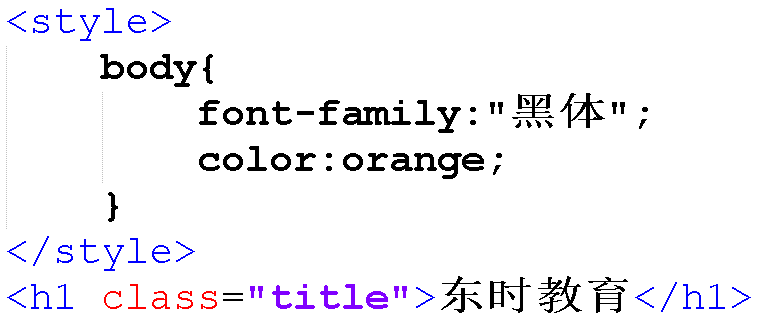 <style>
body{
font-family:"黑体";
color:orange;
}
</style>
<h1 class="title">东时教育</h1>